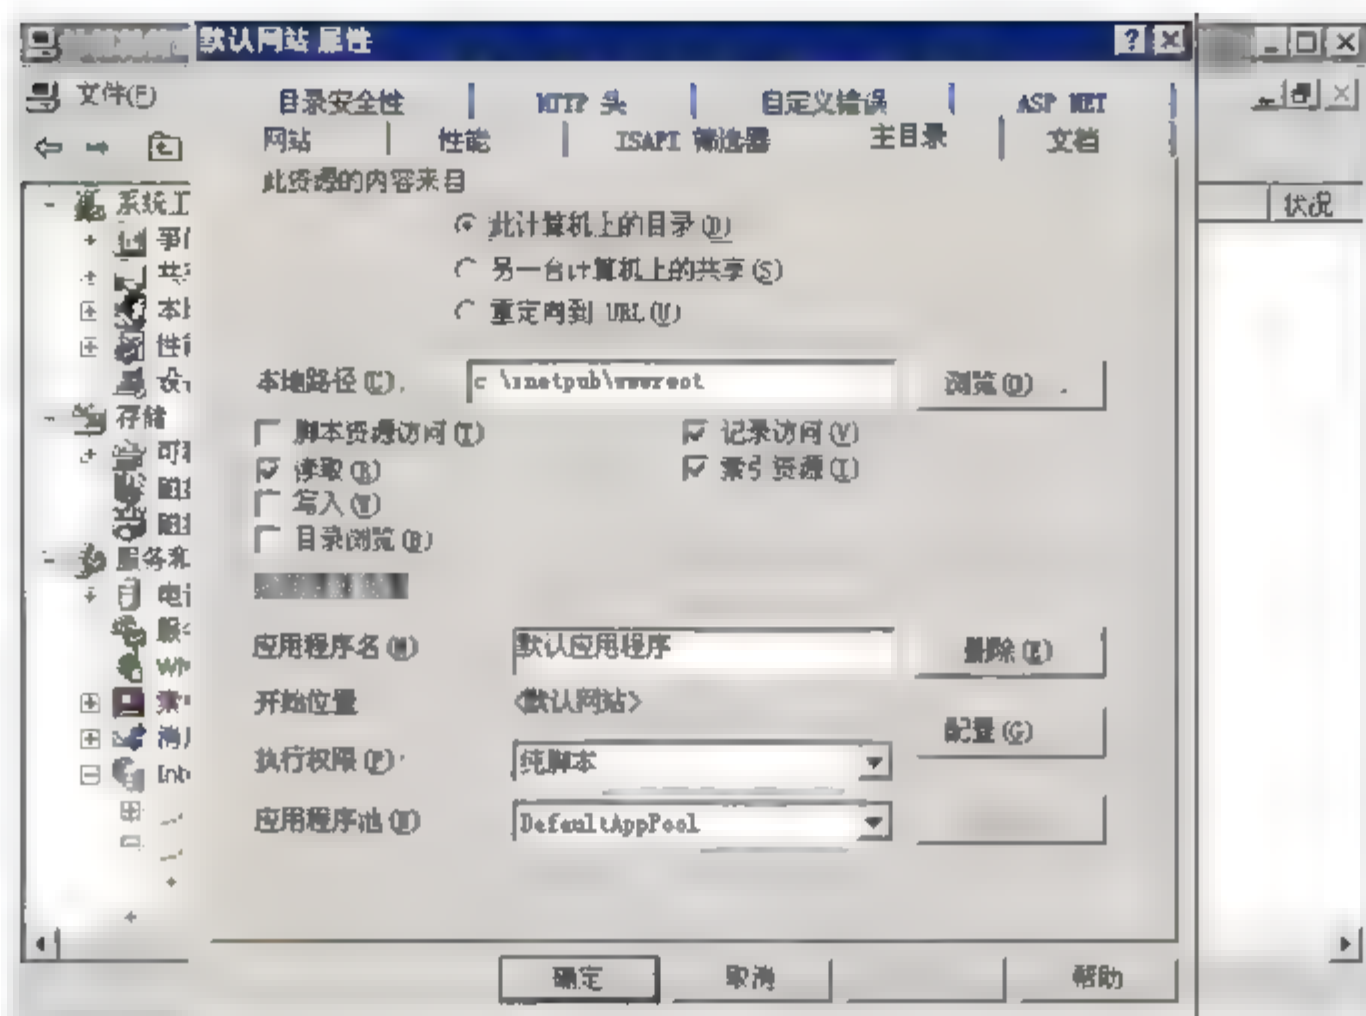 默认网站 属性
文件(F)
目录安全性 HTTP 头 自定义错误 ASP NET
网站 性能 ISAPI 筛选器 主目录 文档
此资源的内容来自
此计算机上的目录(D)
另一台计算机上的共享(S)
重定向到 URL(U)
状况
系统工
本地路径(C).
c \inetpub\wwwroot
浏览(O) .
脚本资源访问(T)
读取(R)
写入(W)
目录浏览(B)
记录访问(V)
索引资源(I)
存储
服务和
应用程序名(M)
默认应用程序
删除(E)
开始位置
<默认网站>
配置(G)
执行权限(P)
纯脚本
应用程序池(N)
DefaultAppPool
确定
取消
帮助